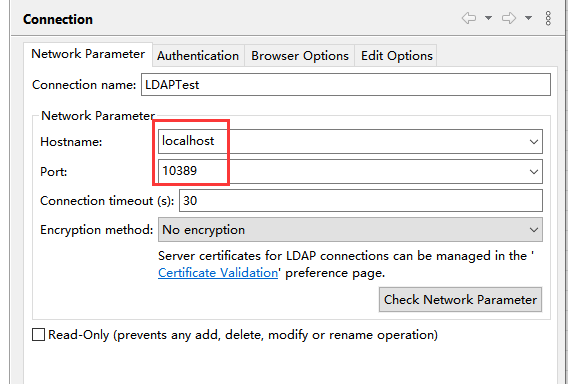 Connection
Network Parameter Authentication Browser Options Edit Options
Connection name: LDAPTest
Network Parameter
Hostname: localhost
Port: 10389
Connection timeout (s): 30
Encryption method: No encryption
Server certificates for LDAP connections can be managed in the '
Certificate Validation' preference page.
Check Network Parameter
Read-Only (prevents any add, delete, modify or rename operation)